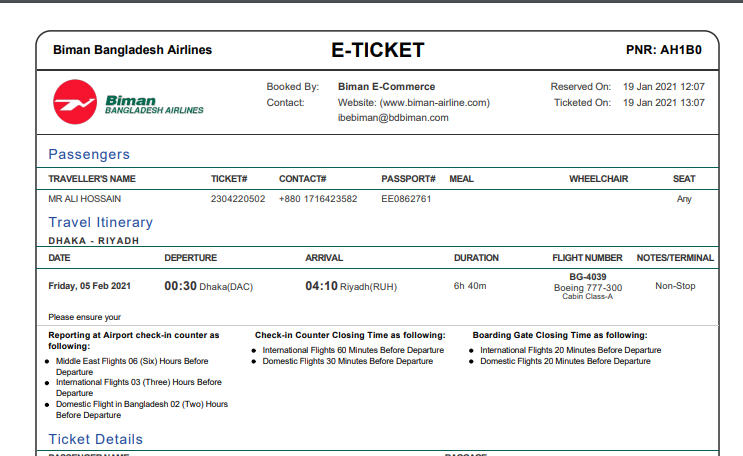 Biman Bangladesh Airlines E-TICKET PNR: AH1B0
Biman
BANGLADESH AIRLINES
Booked By: Biman E-Commerce Reserved On: 19 Jan 2021 12:07
Contact: Website: (www.biman-airline.com) Ticketed On: 19 Jan 2021 13:07
ibebiman@bdbiman.com
Passengers
TRAVELLER'S NAME TICKET# CONTACT# PASSPORT# MEAL WHEELCHAIR SEAT
MR ALI HOSSAIN 2304220502 +880 1716423582 EE0862761 Any
Travel Itinerary
DHAKA - RIYADH
DATE DEPERTURE ARRIVAL DURATION FLIGHT NUMBER NOTES/TERMINAL
Friday, 05 Feb 2021 00:30 Dhaka(DAC) 04:10 Riyadh(RUH) 6h 40m BG-4039 Non-Stop
Boeing 777-300
Cabin Class-A
Please ensure your
Reporting at Airport check-in counter as
following:
Middle East Flights 06 (Six) Hours Before
Departure
International Flights 03 (Three) Hours Before
Departure
Domestic Flight in Bangladesh 02 (Two) Hours
Before Departure
Check-in Counter Closing Time as following:
International Flights 60 Minutes Before Departure
Domestic Flights 30 Minutes Before Departure
Boarding Gate Closing Time as following:
International Flights 20 Minutes Before Departure
Domestic Flights 20 Minutes Before Departure
Ticket Details